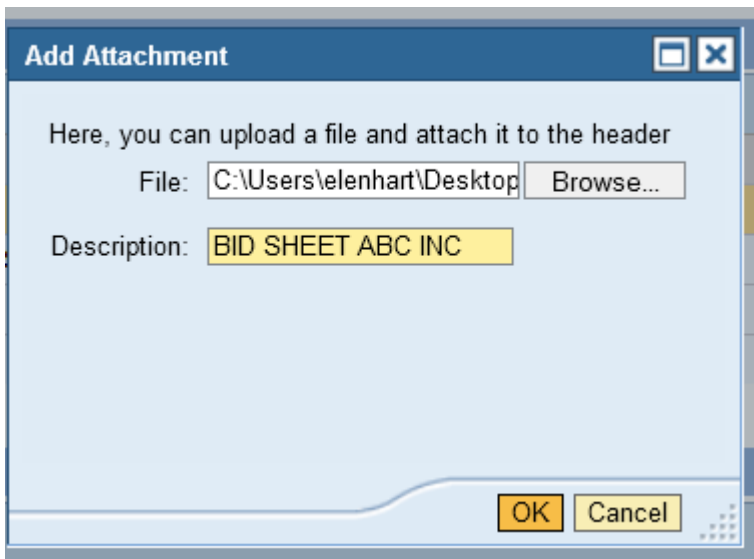 Add Attachment
Here, you can upload a file and attach it to the header
File: C:\Users\elenhart\Desktop Browse...
Description: BID SHEET ABC INC
OK Cancel